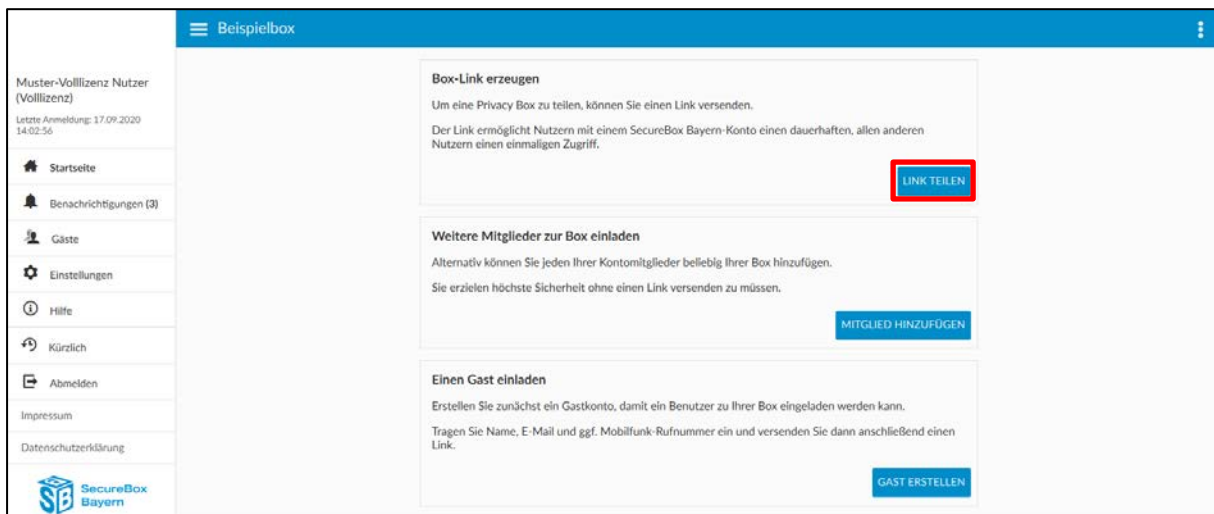 Beispielbox
Muster-Volllizenz Nutzer
(Volllizenz)
Letzte Anmeldung: 17.09.2020
14:02:56
Startseite
Benachrichtigungen (3)
Gäste
Einstellungen
Hilfe
Kürzlich
Abmelden
Impressum
Datenschutzerklärung
SB
SecureBox
Bayern
Box-Link erzeugen
Um eine Privacy Box zu teilen, können Sie einen Link versenden.
Der Link ermöglicht Nutzern mit einem SecureBox Bayern-Konto einen dauerhaften, allen anderen
Nutzern einen einmaligen Zugriff.
LINK TEILEN
Weitere Mitglieder zur Box einladen
Alternativ können Sie jeden Ihrer Kontomitglieder beliebig Ihrer Box hinzufügen.
Sie erzielen höchste Sicherheit ohne einen Link versenden zu müssen.
MITGLIED HINZUFÜGEN
Einen Gast einladen
Erstellen Sie zunächst ein Gastkonto, damit ein Benutzer zu Ihrer Box eingeladen werden kann.
Tragen Sie Name, E-Mail und ggf. Mobilfunk-Rufnummer ein und versenden Sie dann anschließend einen
Link.
GAST ERSTELLEN